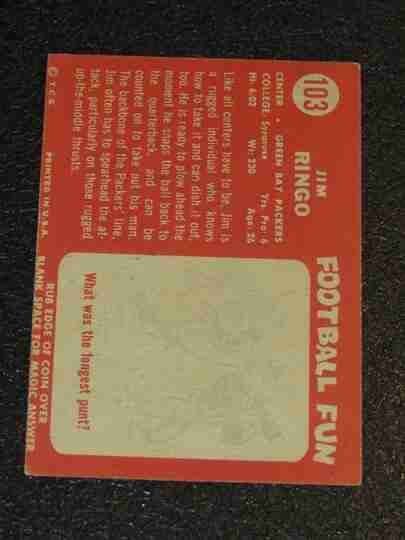 103
JIM
RINGO
CENTER • GREEN BAY PACKERS
COLLEGE: Syracuse Yrs. Pro: 6
Ht: 6:02 Wt: 230 Age: 26
Like all centers have to be, Jim is
a rugged individual who knows
how to take it and can dish it out,
too. He is ready to plow ahead the
moment he snaps the ball back to
the quarterback, and can be
counted on to take out his man.
The backbone of the Packers' line,
Jim often has to spearhead the at-
tack, particularly on those rugged
up-the-middle thrusts.
© T. C. G.
PRINTED IN U.S.A.
FOOTBALL FUN
What was the longest punt?
RUB EDGE OF COIN OVER
BLANK SPACE FOR MAGIC ANSWER